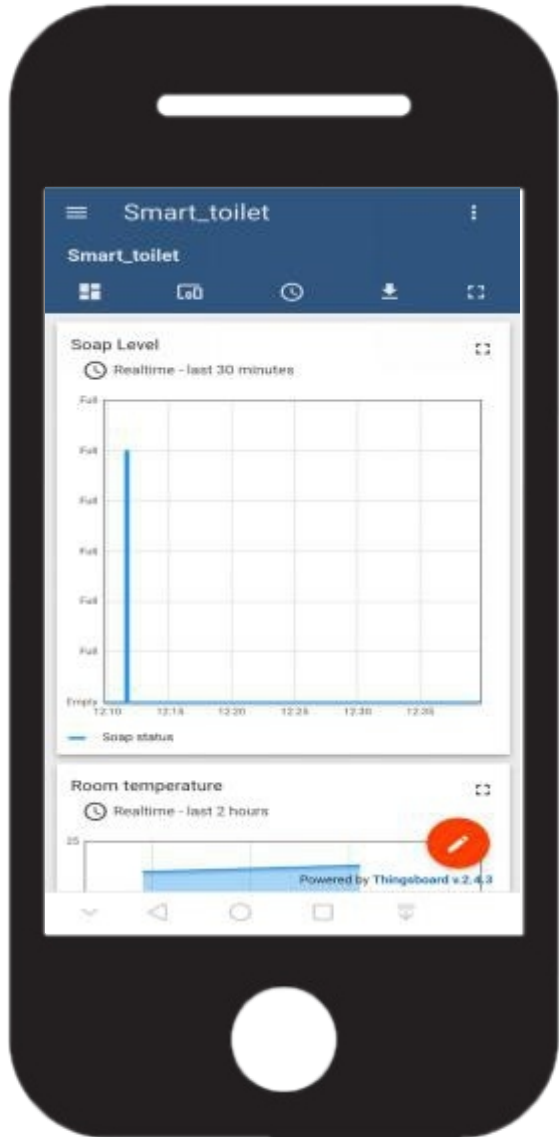 Smart_toilet
Smart_toilet
Soap Level
Realtime - last 30 minutes
Full
Full
Full
Full
Full
Full
Empty
12:10 12:15 12:20 12:25 12:30 12:35
Soap status
Room temperature
Realtime - last 2 hours
25
Powered by Thingsboard v.2.4.3